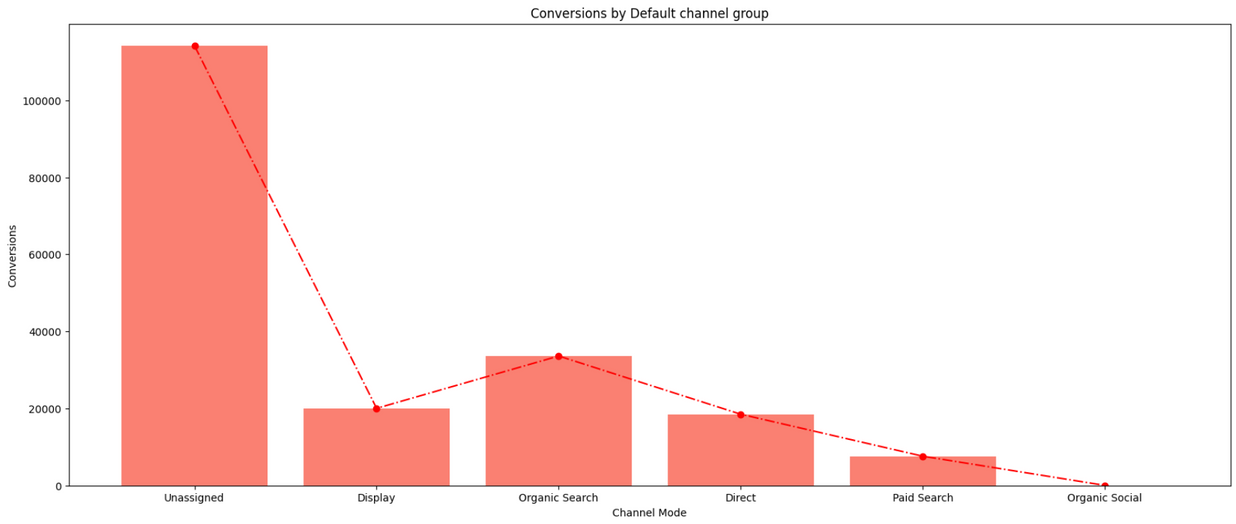 Conversions by Default channel group
Conversions
100000
80000
60000
40000
20000
0
Unassigned Display Organic Search Direct Paid Search Organic Social
Channel Mode